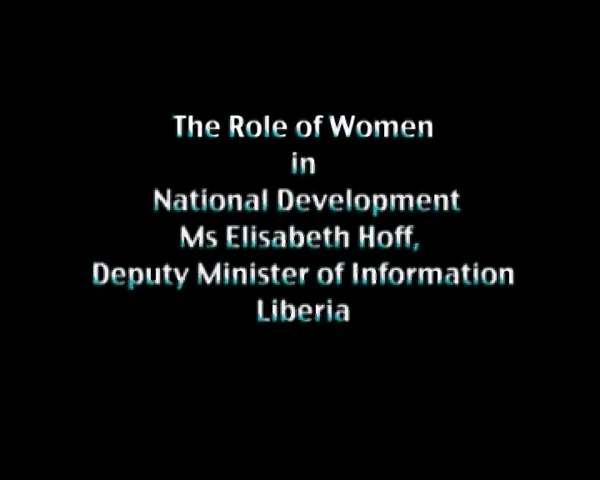 The Role of Women
in
National Development
Ms Elisabeth Hoff,
Deputy Minister of Information
Liberia